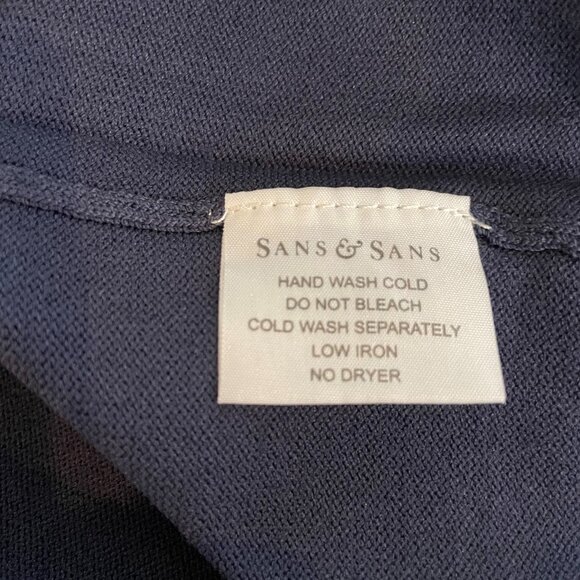 SANS & SANS
HAND WASH COLD
DO NOT BLEACH
COLD WASH SEPARATELY
LOW IRON
NO DRYER